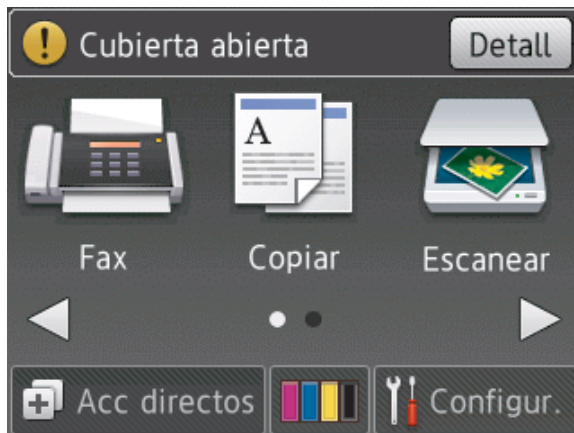 Cubierta abierta
Detall
A
Fax
Copiar
Escanear
Acc directos
Configur.